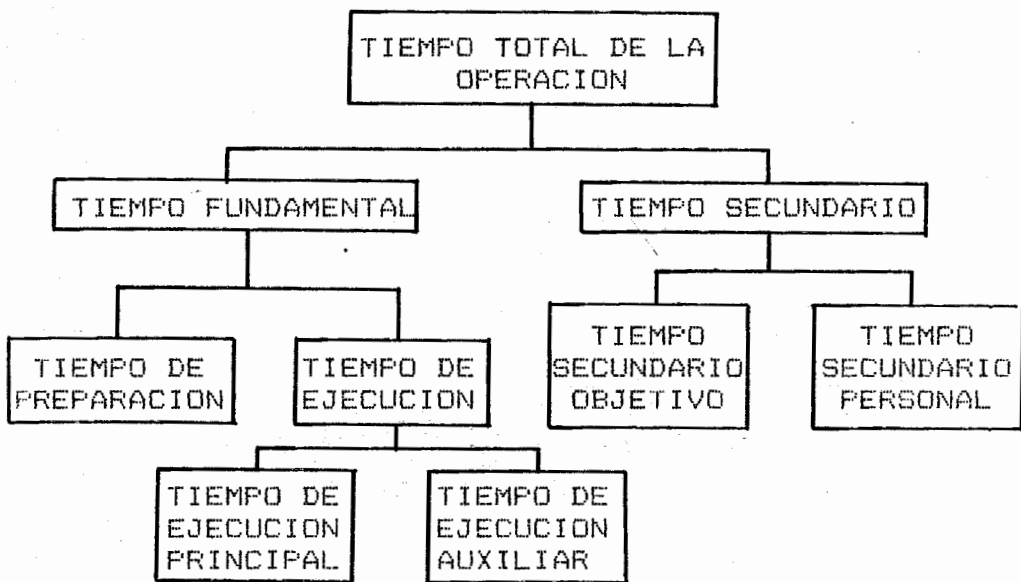 TIEMPO TOTAL DE LA
OPERACION
TIEMPO FUNDAMENTAL
TIEMPO SECUNDARIO
TIEMPO DE
PREPARACION
TIEMPO DE
EJECUCION
TIEMPO
SECUNDARIO
OBJETIVO
TIEMPO
SECUNDARIO
PERSONAL
TIEMPO DE
EJECUCION
PRINCIPAL
TIEMPO DE
EJECUCION
AUXILIAR